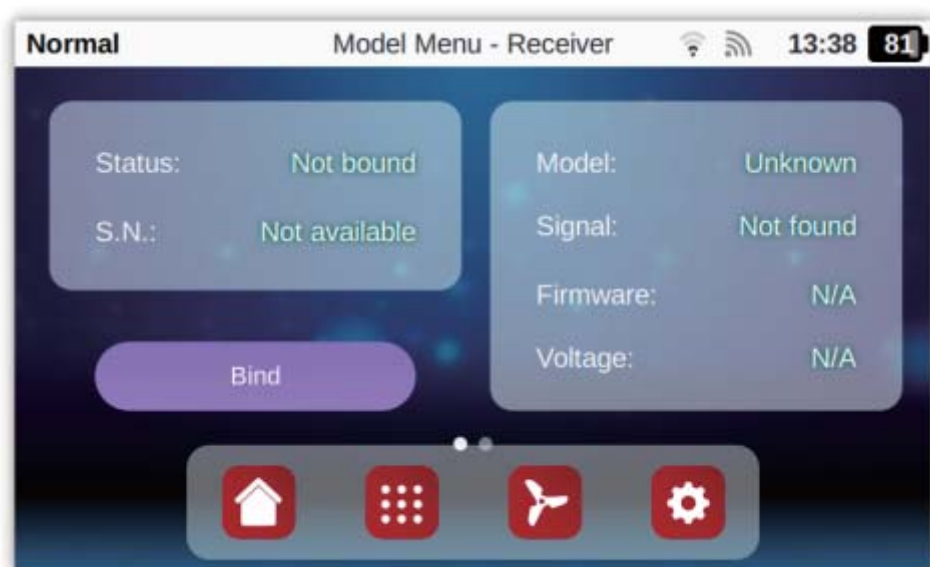 Normal Model Menu - Receiver 13:38 81
Status: Not bound
S.N.: Not available
Bind
Model: Unknown
Signal: Not found
Firmware: N/A
Voltage: N/A